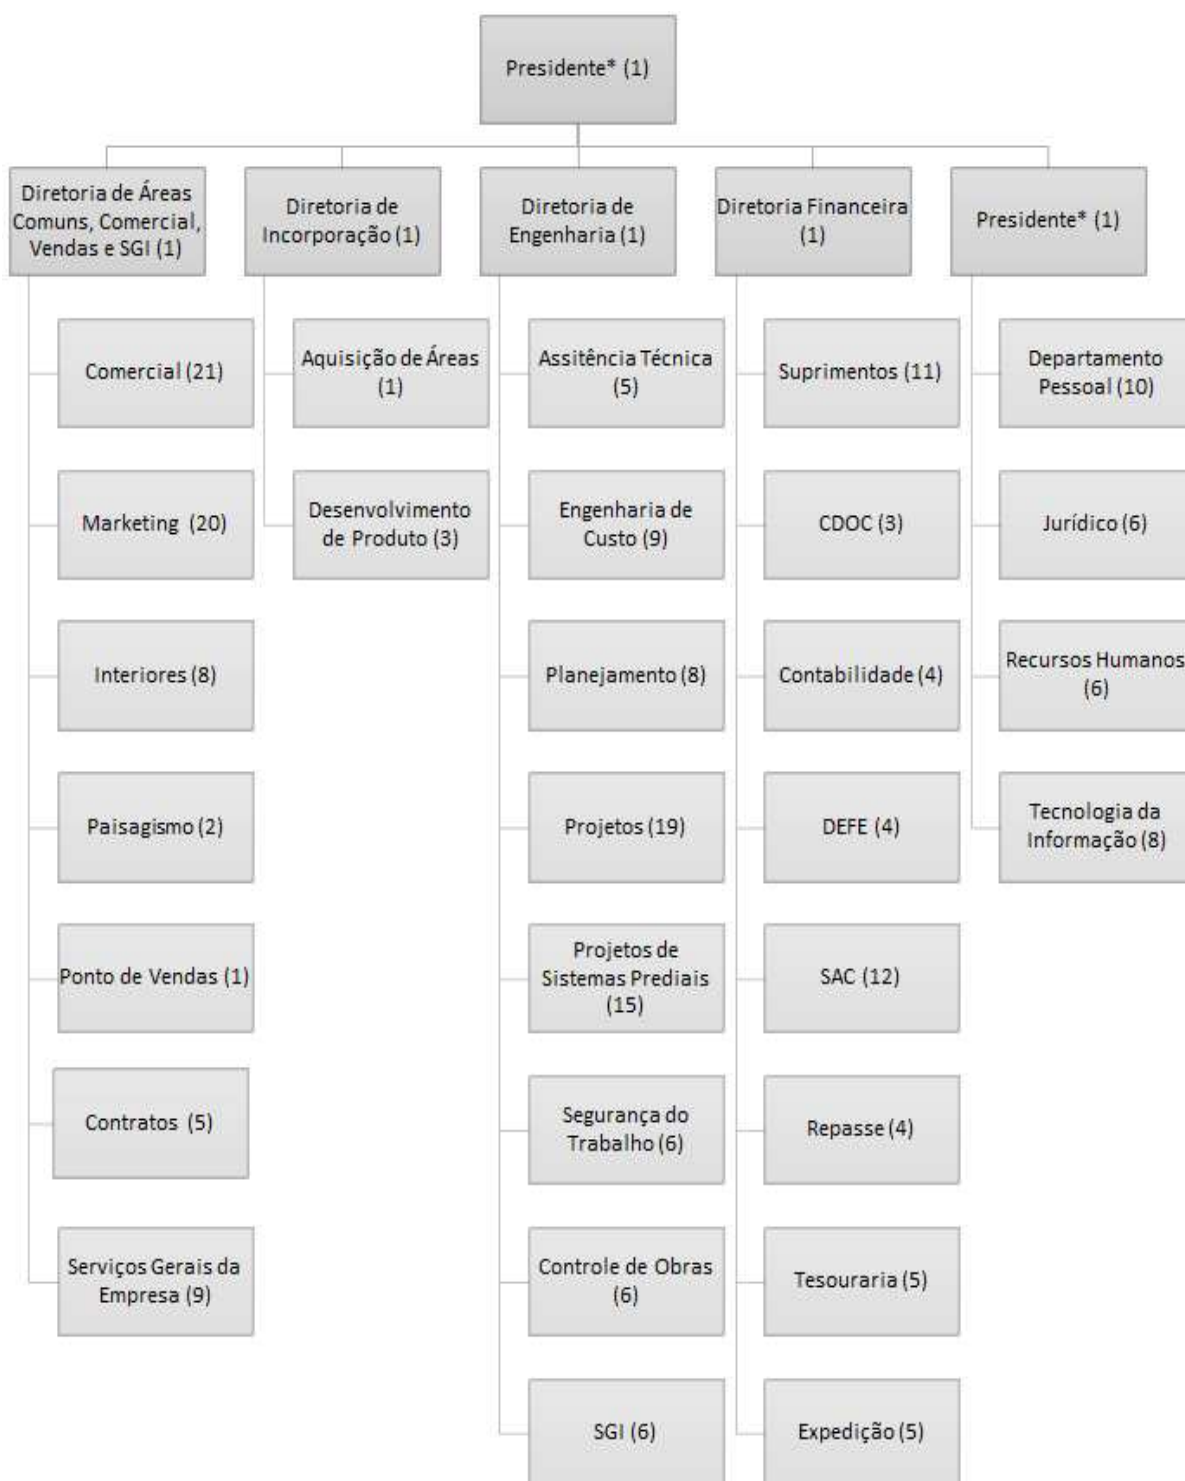 Presidente* (1)
Diretoria de Áreas
Comuns, Comercial,
Vendas e SGI (1)
Diretoria de
Incorporação (1)
Diretoria de
Engenharia (1)
Diretoria Financeira
(1)
Presidente* (1)
Comercial (21)
Marketing (20)
Interiores (8)
Paisagismo (2)
Ponto de Vendas (1)
Contratos (5)
Serviços Gerais da
Empresa (9)
Aquisição de Áreas
(1)
Desenvolvimento
de Produto (3)
Assitência Técnica
(5)
Engenharia de
Custo (9)
Planejamento (8)
Projetos (19)
Projetos de
Sistemas Prediais
(15)
Segurança do
Trabalho (6)
Controle de Obras
(6)
SGI (6)
Suprimentos (11)
CDOC (3)
Contabilidade (4)
DEFE (4)
SAC (12)
Repasse (4)
Tesouraria (5)
Expedição (5)
Departamento
Pessoal (10)
Jurídico (6)
Recursos Humanos
(6)
Tecnologia da
Informação (8)